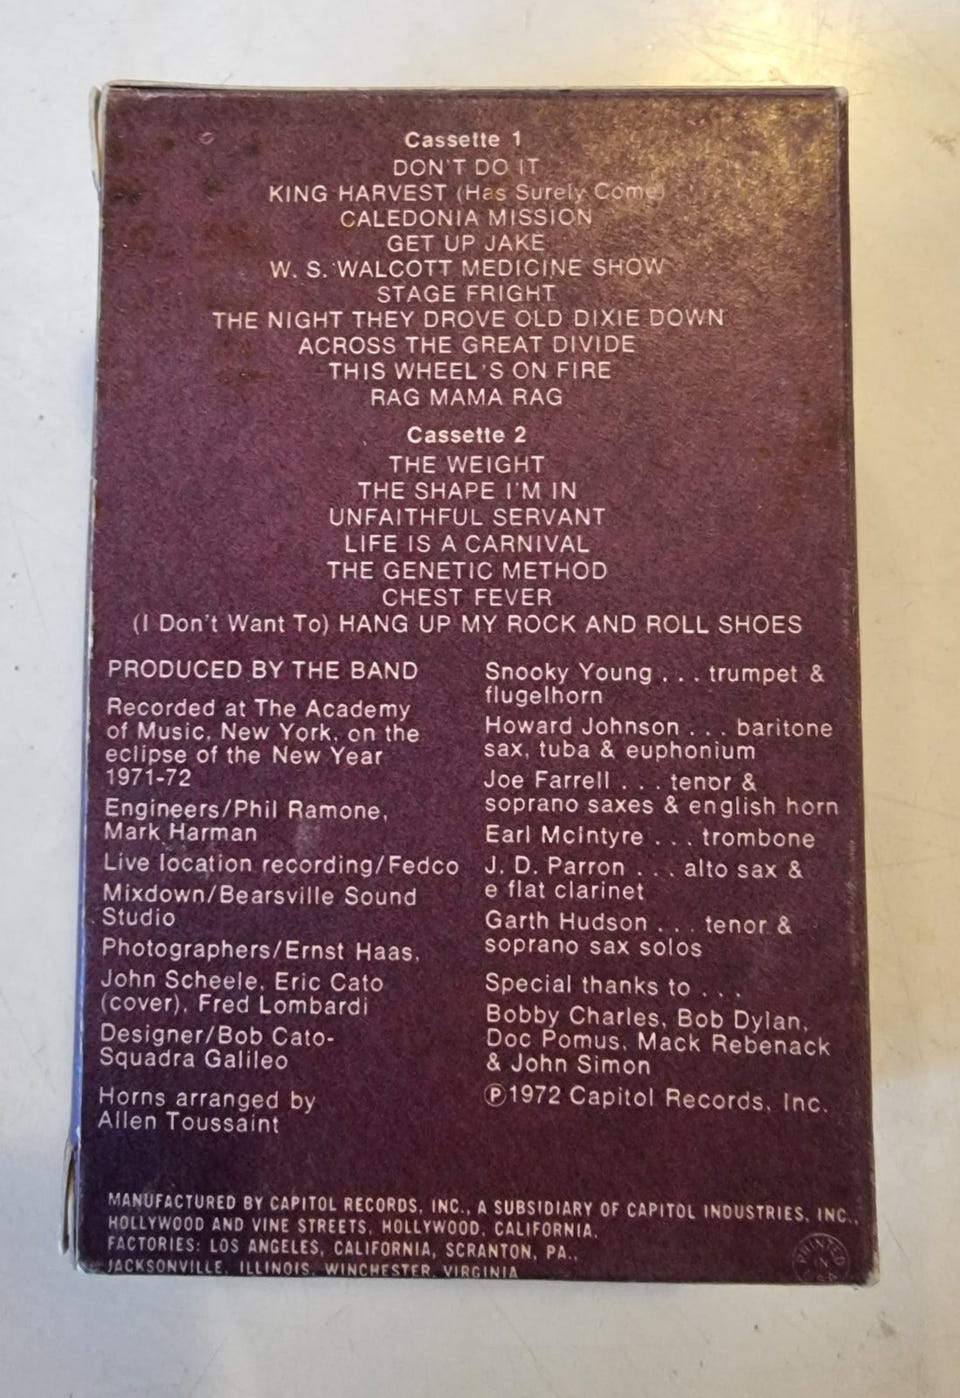 Cassette 1
DON'T DO IT
KING HARVEST (Has Surely Come)
CALEDONIA MISSION
GET UP JAKE
W. S. WALCOTT MEDICINE SHOW
STAGE FRIGHT
THE NIGHT THEY DROVE OLD DIXIE DOWN
ACROSS THE GREAT DIVIDE
THIS WHEEL'S ON FIRE
RAG MAMA RAG
Cassette 2
THE WEIGHT
THE SHAPE I'M IN
UNFAITHFUL SERVANT
LIFE IS A CARNIVAL
THE GENETIC METHOD
CHEST FEVER
(I Don't Want To) HANG UP MY ROCK AND ROLL SHOES
PRODUCED BY THE BAND
Recorded at The Academy
of Music, New York, on the
eclipse of the New Year
1971-72
Engineers/Phil Ramone,
Mark Harman
Live location recording/Fedco
Mixdown/Bearsville Sound
Studio
Photographers/Ernst Haas,
John Scheele, Eric Cato
(cover), Fred Lombardi
Designer/Bob Cato-
Squadra Galileo
Horns arranged by
Allen Toussaint
Snooky Young . . . trumpet &
flugelhorn
Howard Johnson . . . baritone
sax, tuba & euphonium
Joe Farrell . . . tenor &
soprano saxes & english horn
Earl McIntyre . . . trombone
J. D. Parron . . . alto sax &
e flat clarinet
Garth Hudson . . . tenor &
soprano sax solos
Special thanks to . . .
Bobby Charles, Bob Dylan,
Doc Pomus, Mack Rebenack
& John Simon
Ⓟ1972 Capitol Records, Inc.
MANUFACTURED BY CAPITOL RECORDS, INC., A SUBSIDIARY OF CAPITOL INDUSTRIES, INC.,
HOLLYWOOD AND VINE STREETS, HOLLYWOOD, CALIFORNIA.
FACTORIES: LOS ANGELES, CALIFORNIA, SCRANTON, PA.,
JACKSONVILLE, ILLINOIS, WINCHESTER, VIRGINIA
PRINTED
IN